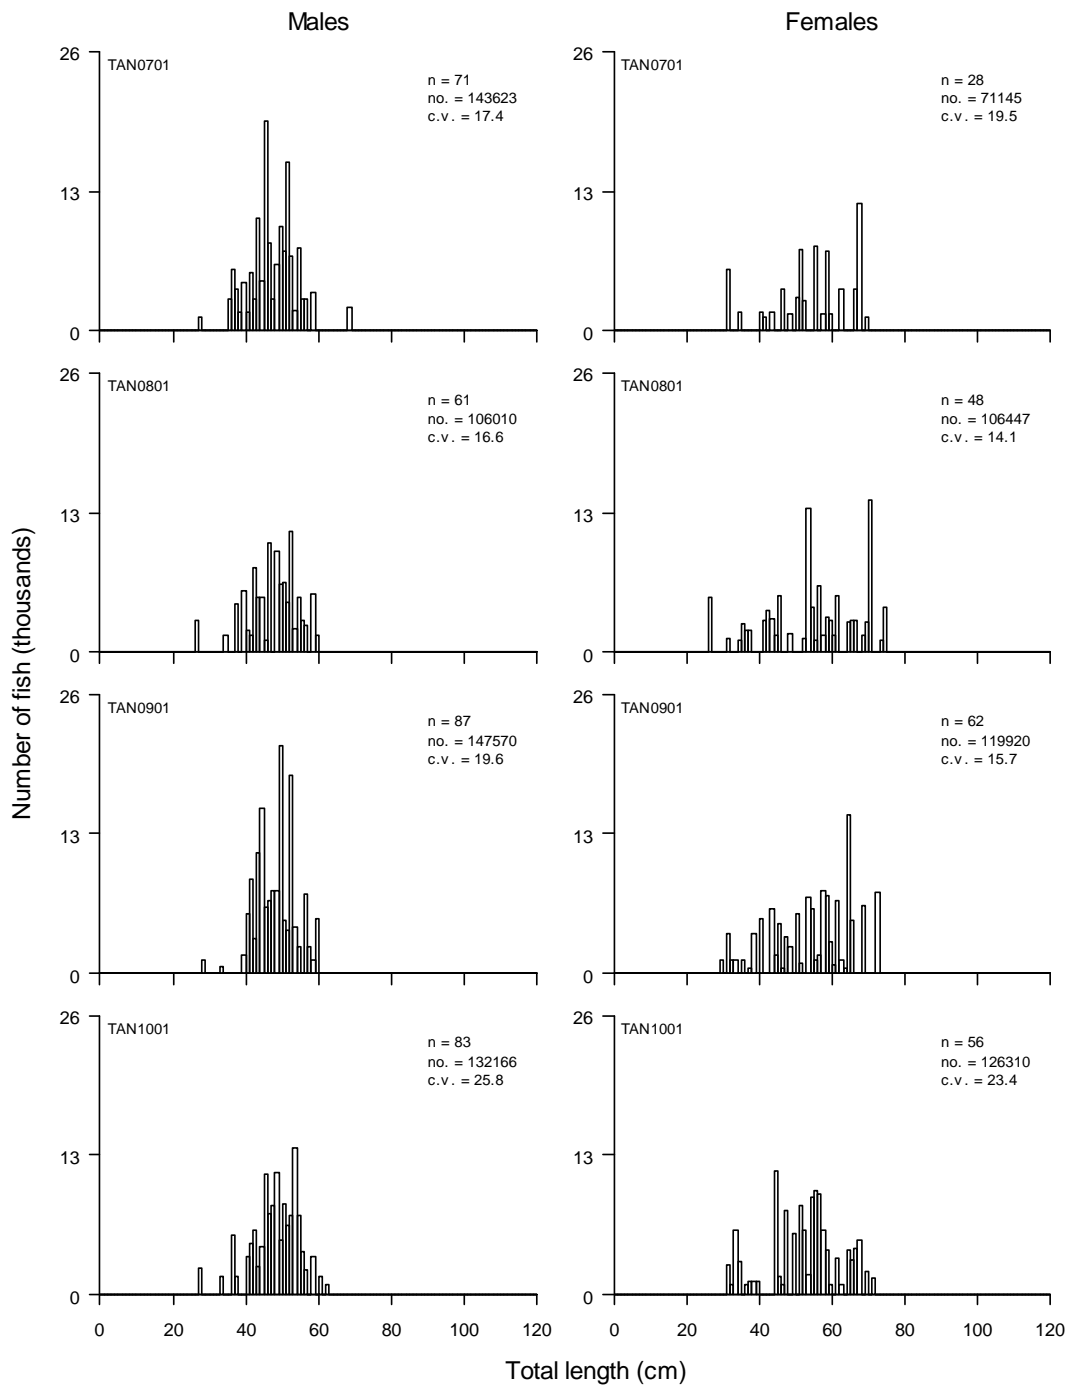 Males
Females
26
13
0
TAN0701
n = 71
no. = 143623
c.v. = 17.4
26
13
0
TAN0701
n = 28
no. = 71145
c.v. = 19.5
26
13
0
TAN0801
n = 61
no. = 106010
c.v. = 16.6
26
13
0
TAN0801
n = 48
no. = 106447
c.v. = 14.1
26
13
0
TAN0901
n = 87
no. = 147570
c.v. = 19.6
26
13
0
TAN0901
n = 62
no. = 119920
c.v. = 15.7
26
13
0
TAN1001
n = 83
no. = 132166
c.v. = 25.8
26
13
0
TAN1001
n = 56
no. = 126310
c.v. = 23.4
0 20 40 60 80 100 120
0 20 40 60 80 100 120
Number of fish (thousands)
Total length (cm)